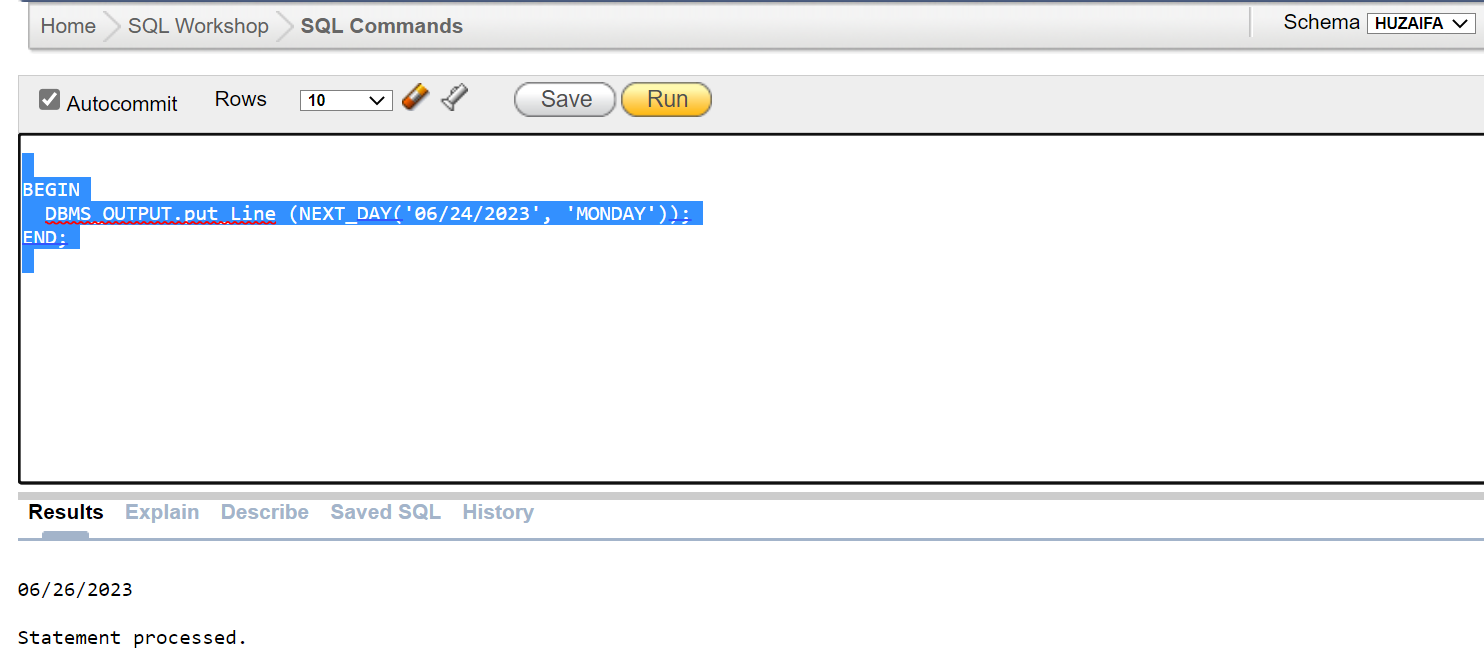 Home SQL Workshop SQL Commands Schema HUZAIFA
Autocommit Rows 10 Save Run
BEGIN
DBMS_OUTPUT.put_Line (NEXT_DAY('06/24/2023', 'MONDAY'));
END;
Results Explain Describe Saved SQL History
06/26/2023
Statement processed.